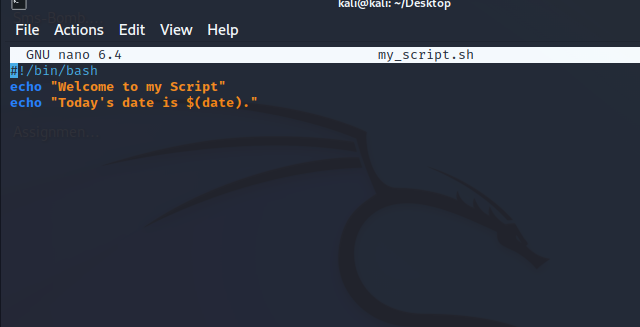 kali@kali: ~/Desktop
File Actions Edit View Help
GNU nano 6.4 my_script.sh
#!/bin/bash
echo "Welcome to my Script"
echo "Today's date is $(date)."
Assignmen